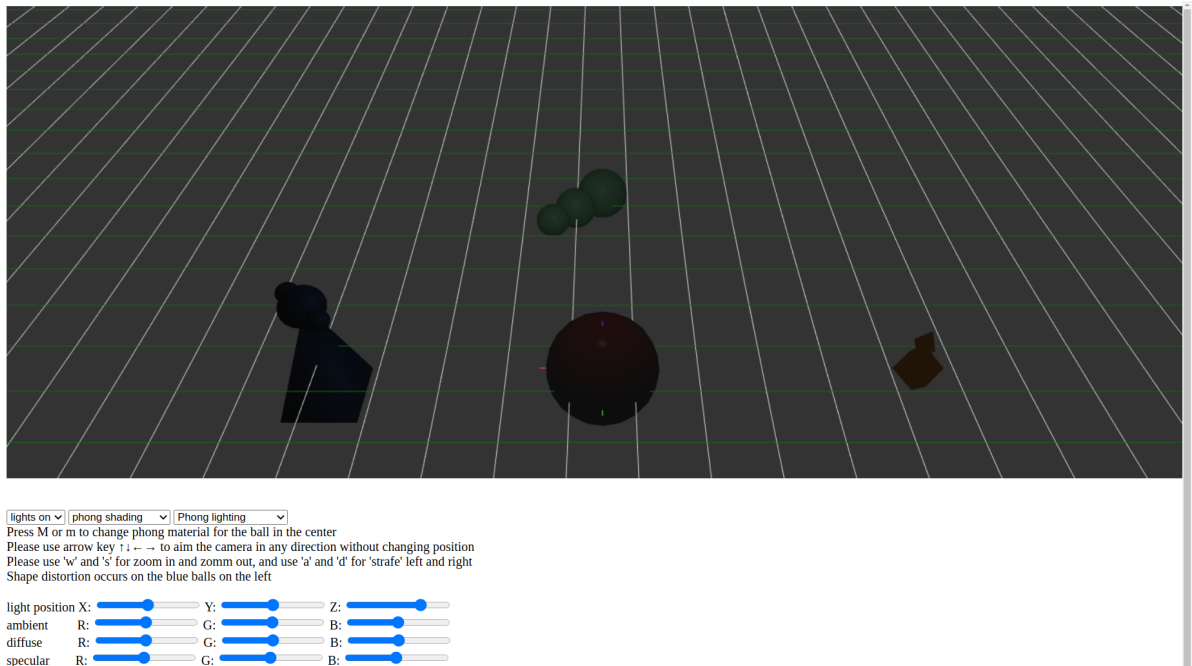 lights on phong shading Phong lighting
Press M or m to change phong material for the ball in the center
Please use arrow key ↑↓←→ to aim the camera in any direction without changing position
Please use 'w' and 's' for zoom in and zomm out, and use 'a' and 'd' for 'strafe' left and right
Shape distortion occurs on the blue balls on the left
light position X: Y: Z:
ambient R: G: B:
diffuse R: G: B:
specular R: G: B: